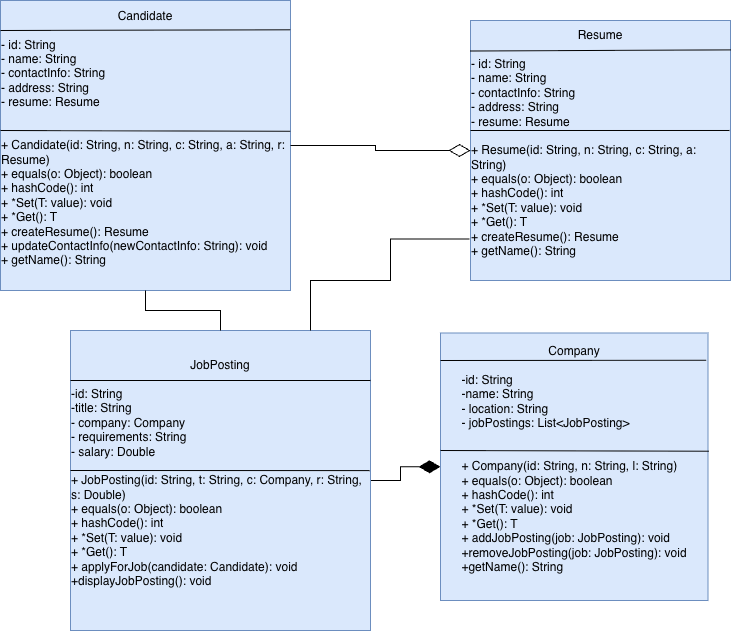 Candidate
- id: String
- name: String
- contactInfo: String
- address: String
- resume: Resume
+ Candidate(id: String, n: String, c: String, a: String, r:
Resume)
+ equals(o: Object): boolean
+ hashCode(): int
+ *Set(T: value): void
+ *Get(): T
+ createResume(): Resume
+ updateContactInfo(newContactInfo: String): void
+ getName(): String
Resume
- id: String
- name: String
- contactInfo: String
- address: String
- resume: Resume
+ Resume(id: String, n: String, c: String, a:
String)
+ equals(o: Object): boolean
+ hashCode(): int
+ *Set(T: value): void
+ *Get(): T
+ createResume(): Resume
+ getName(): String
JobPosting
-id: String
-title: String
- company: Company
- requirements: String
- salary: Double
+ JobPosting(id: String, t: String, c: Company, r: String,
s: Double)
+ equals(o: Object): boolean
+ hashCode(): int
+ *Set(T: value): void
+ *Get(): T
+ applyForJob(candidate: Candidate): void
+displayJobPosting(): void
Company
-id: String
-name: String
- location: String
- jobPostings: List<JobPosting>
+ Company(id: String, n: String, l: String)
+ equals(o: Object): boolean
+ hashCode(): int
+ *Set(T: value): void
+ *Get(): T
+ addJobPosting(job: JobPosting): void
+removeJobPosting(job: JobPosting): void
+getName(): String